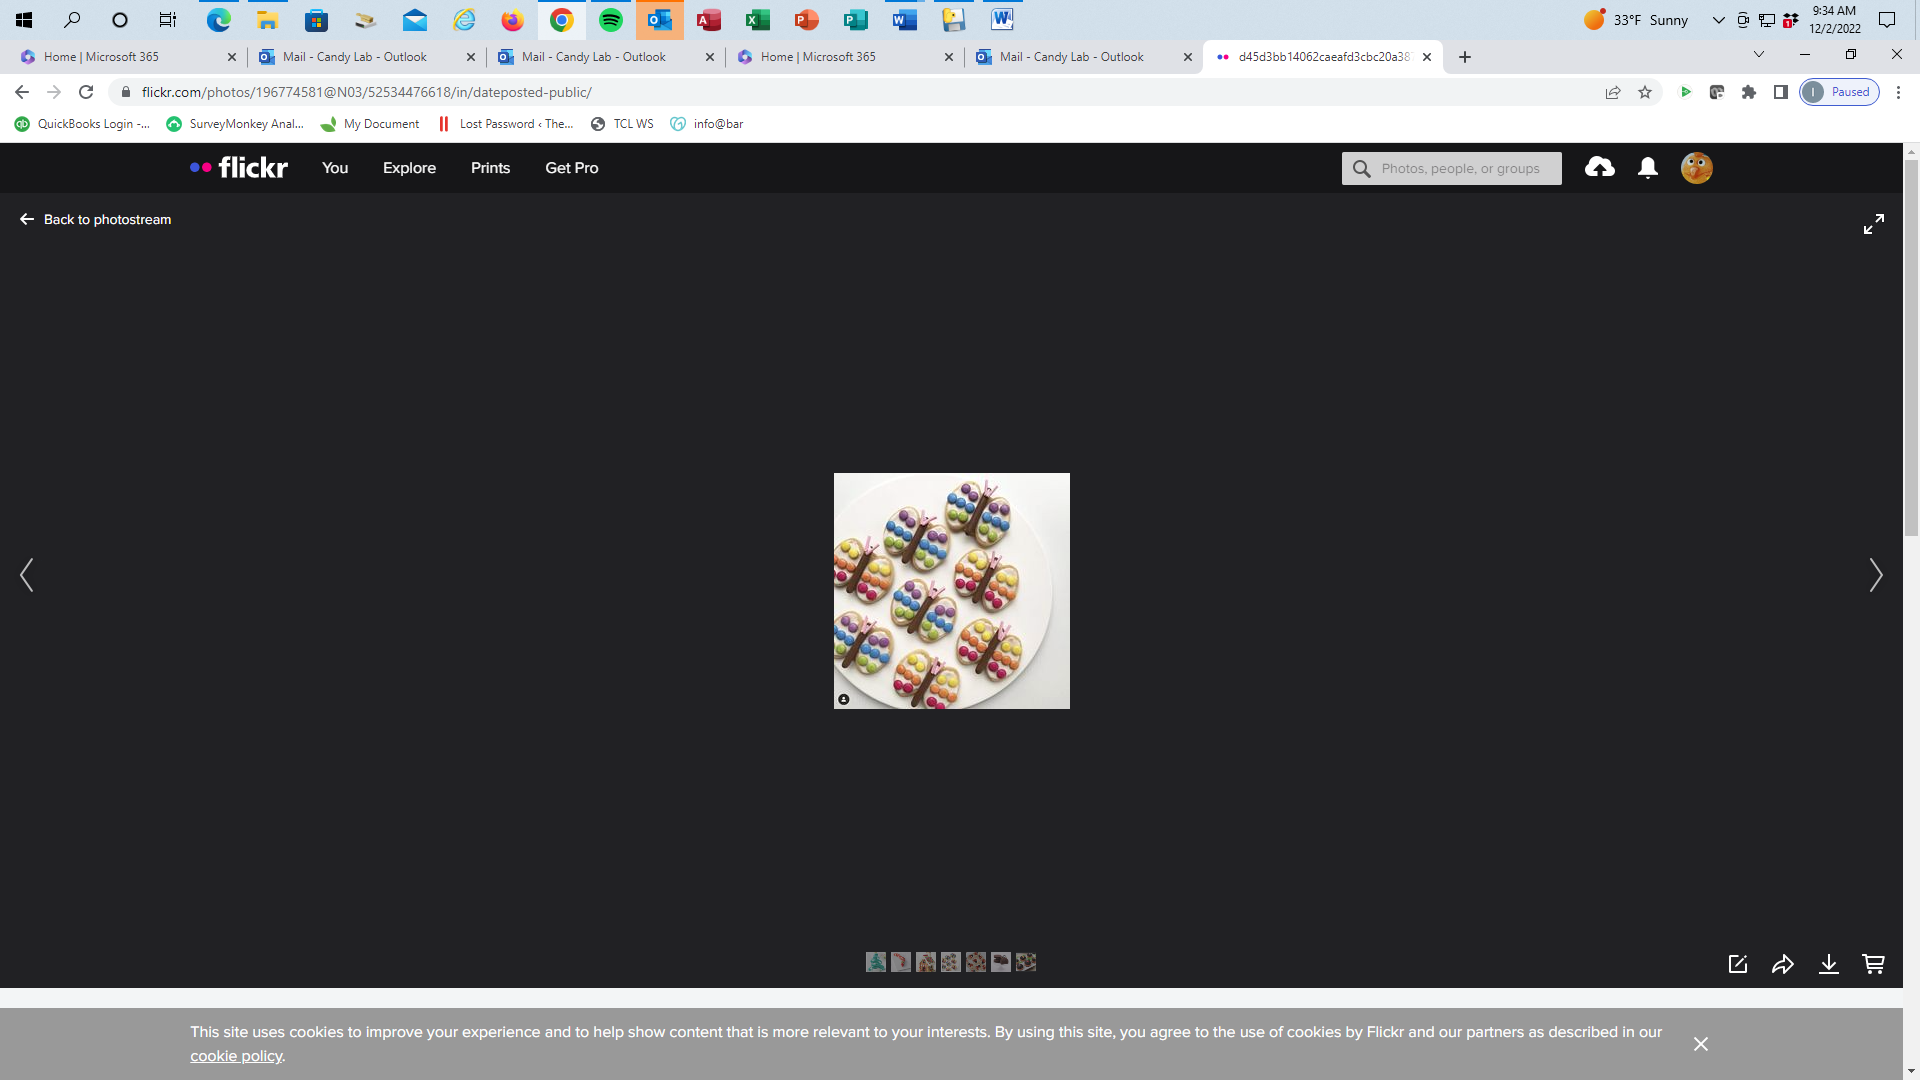 33°F Sunny
9:34 AM
12/2/2022
Home | Microsoft 365
Mail - Candy Lab - Outlook
Mail - Candy Lab - Outlook
Home | Microsoft 365
Mail - Candy Lab - Outlook
d45d3bb14062caeafd3cbc20a38
flickr.com/photos/196774581@N03/52534476618/in/dateposted-public/
I
Paused
QuickBooks Login -...
SurveyMonkey Anal...
My Document
Lost Password ‹ The...
TCL WS
info@bar
flickr
You
Explore
Prints
Get Pro
Photos, people, or groups
Back to photostream
This site uses cookies to improve your experience and to help show content that is more relevant to your interests. By using this site, you agree to the use of cookies by Flickr and our partners as described in our
cookie policy.